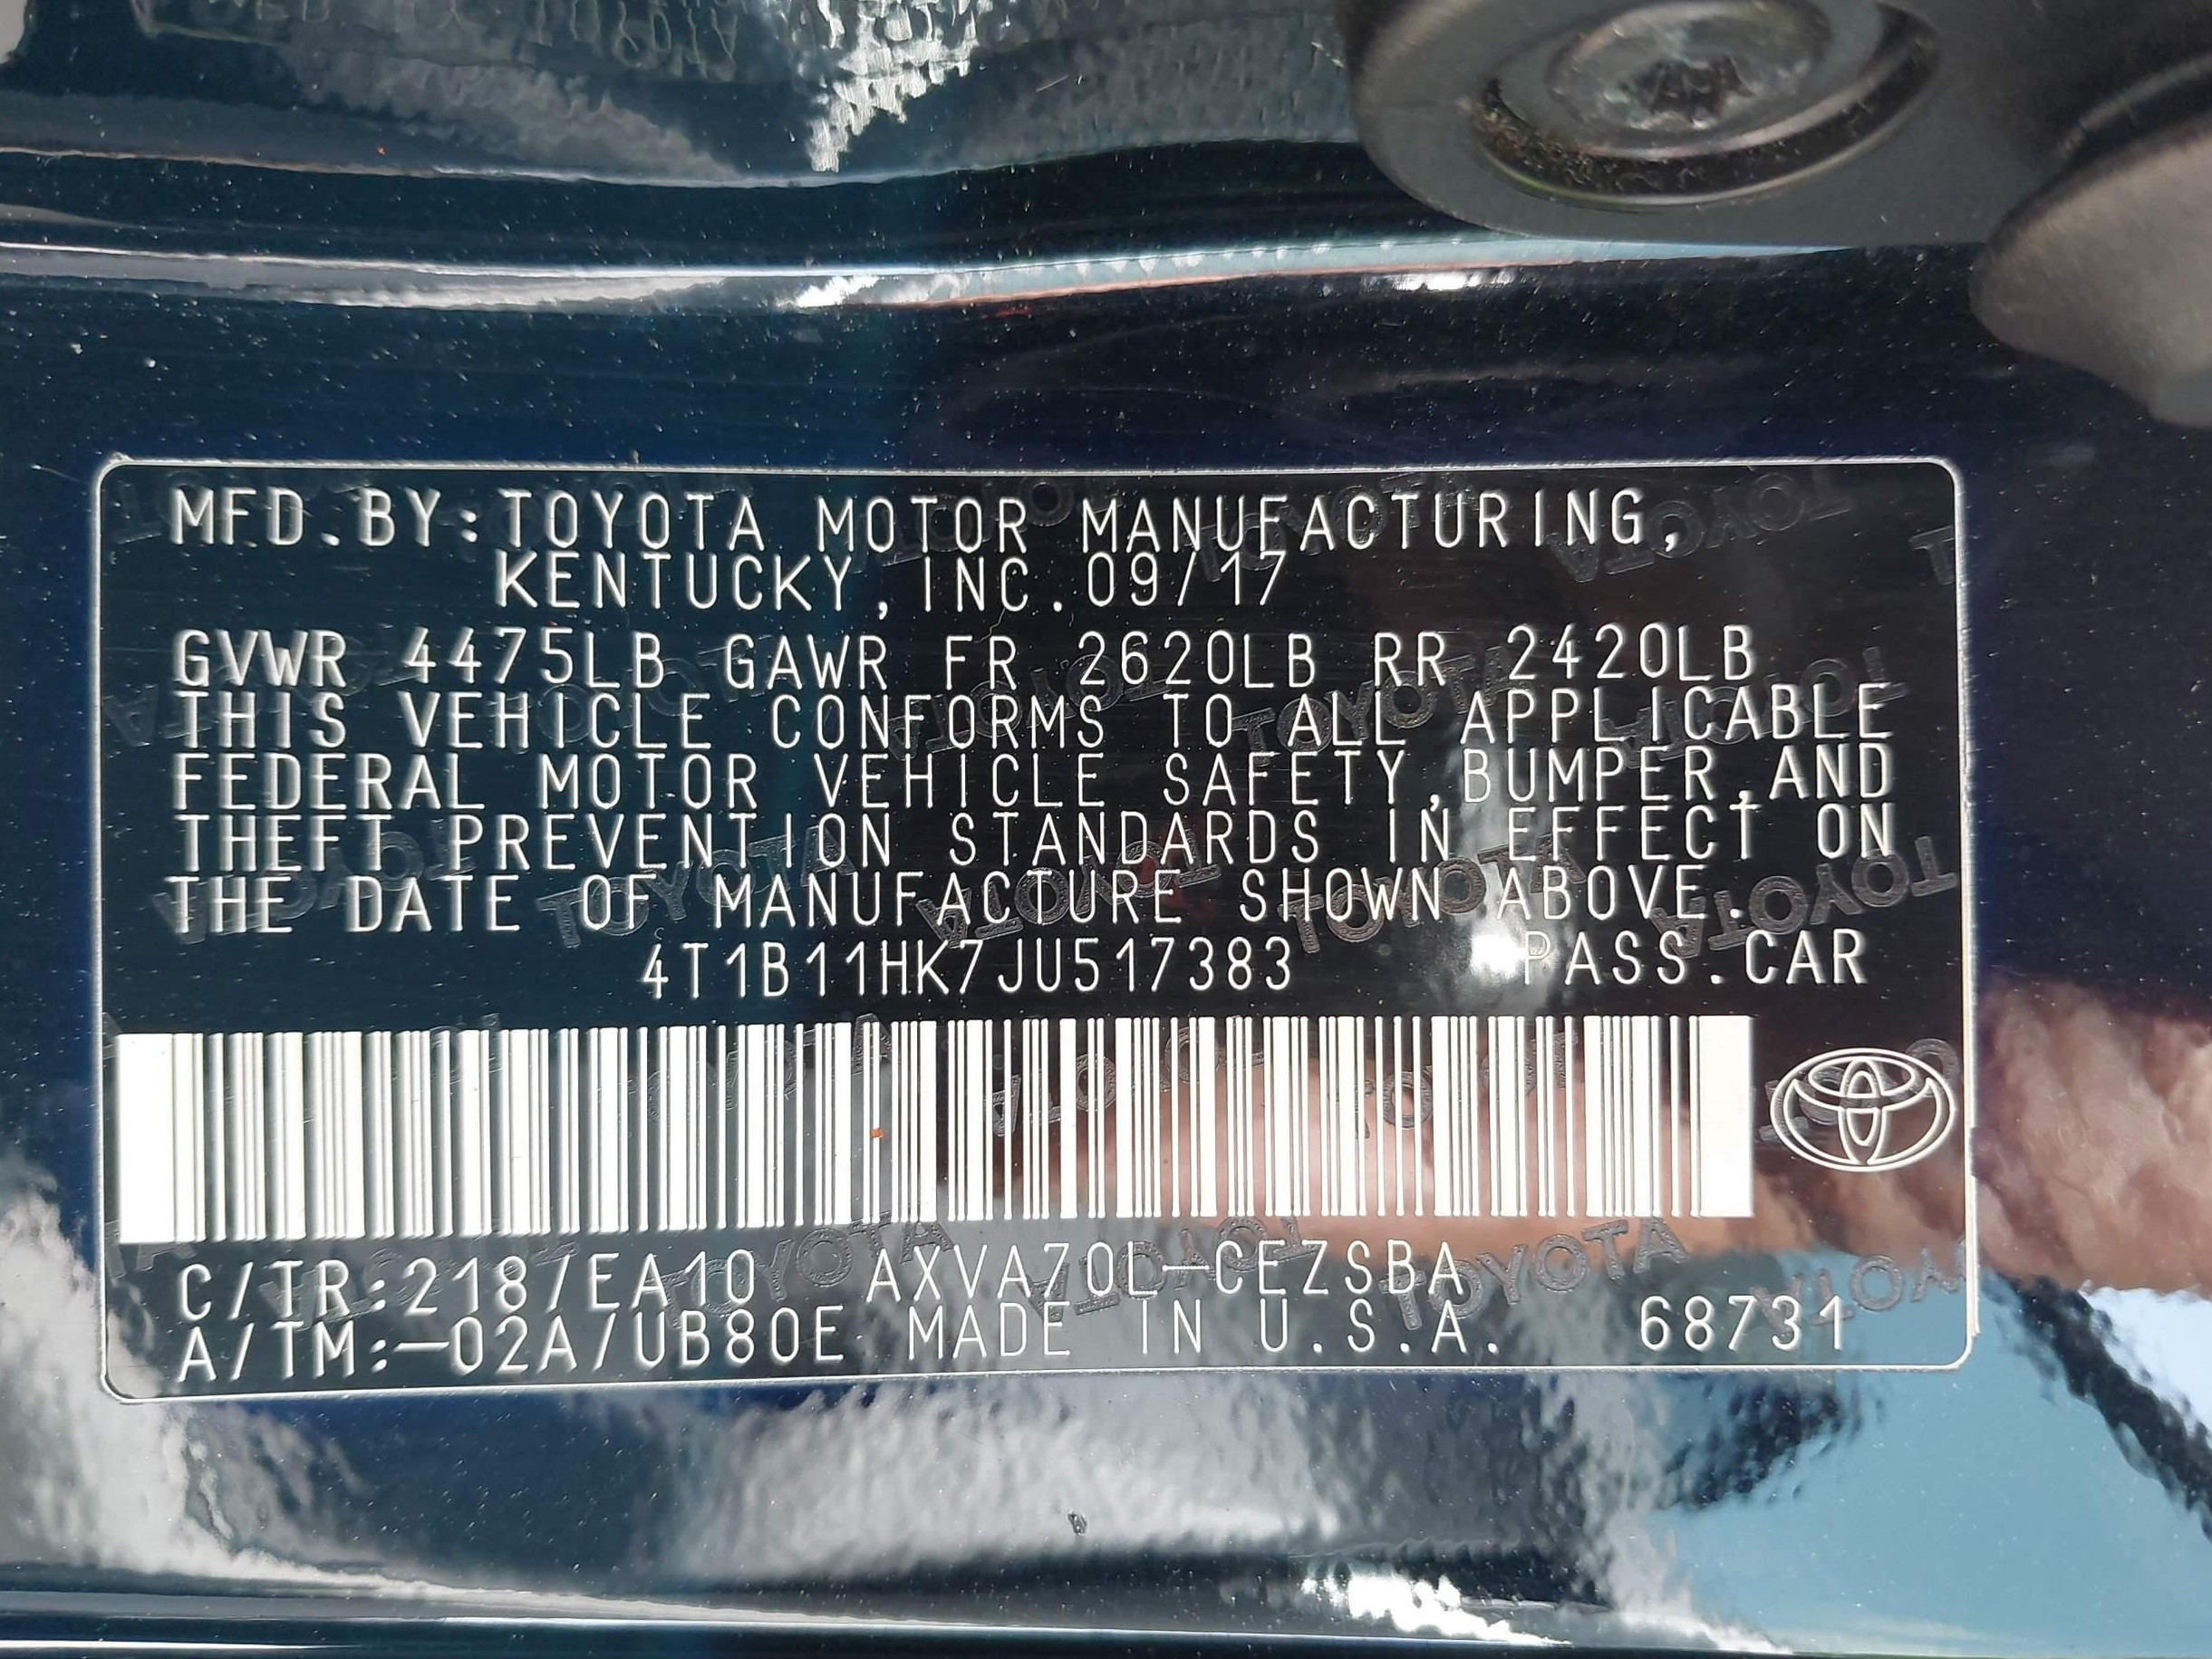 MFD.BY:TOYOTA MOTOR MANUFACTURING,
KENTUCKY,INC.09/17
GVWR 4475LB GAWR FR 2620LB RR 2420LB
THIS VEHICLE CONFORMS TO ALL APPLICABLE
FEDERAL MOTOR VEHICLE SAFETY,BUMPER,AND
THEFT PREVENTION STANDARDS IN EFFECT ON
THE DATE OF MANUFACTURE SHOWN ABOVE.
4T1B11HK7JU517383 PASS.CAR
C/TR:218/EA10 AXVA70L-CEZSBA
A/TM:-02A/UB80E MADE IN U.S.A. 68731